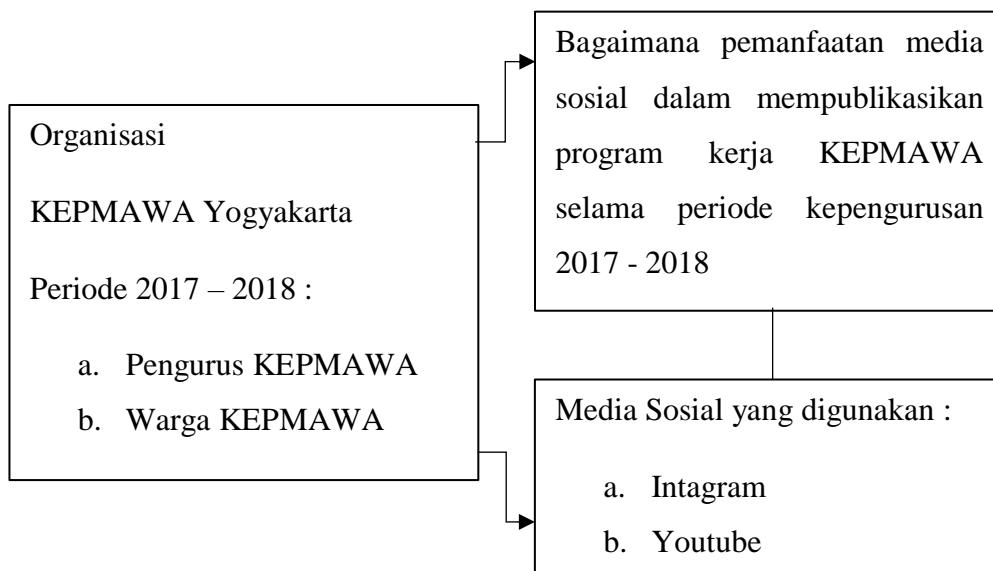 Organisasi
KEPMAWA Yogyakarta
Periode 2017 – 2018 :
a. Pengurus KEPMAWA
b. Warga KEPMAWA
Bagaimana pemanfaatan media
sosial dalam mempublikasikan
program kerja KEPMAWA
selama periode kepengurusan
2017 - 2018
Media Sosial yang digunakan :
a. Intagram
b. Youtube